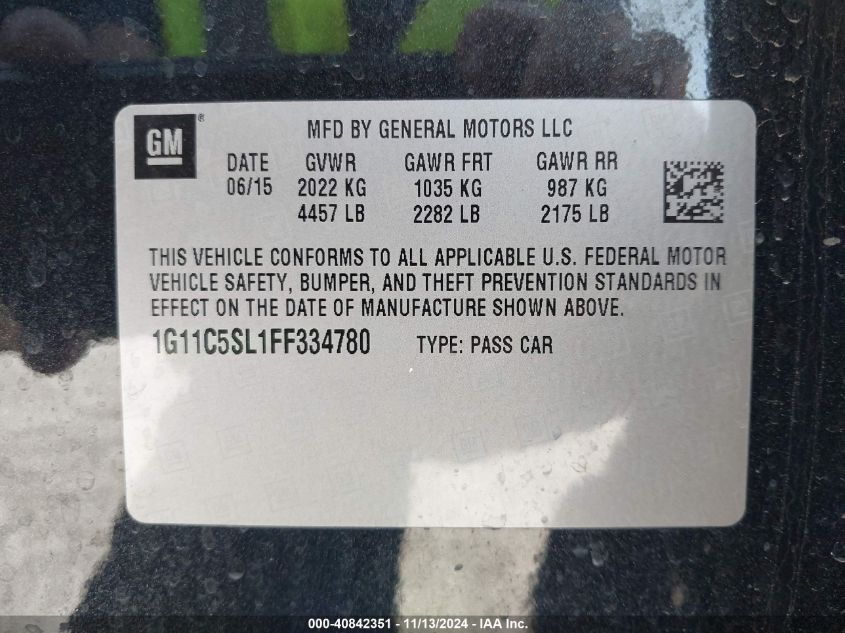 GM®
MFD BY GENERAL MOTORS LLC
DATE GVWR GAWR FRT GAWR RR
06/15 2022 KG 1035 KG 987 KG
4457 LB 2282 LB 2175 LB
THIS VEHICLE CONFORMS TO ALL APPLICABLE U.S. FEDERAL MOTOR
VEHICLE SAFETY, BUMPER, AND THEFT PREVENTION STANDARDS IN
EFFECT ON THE DATE OF MANUFACTURE SHOWN ABOVE.
1G11C5SL1FF334780 TYPE: PASS CAR
000-40842351 - 11/13/2024 - IAA Inc.